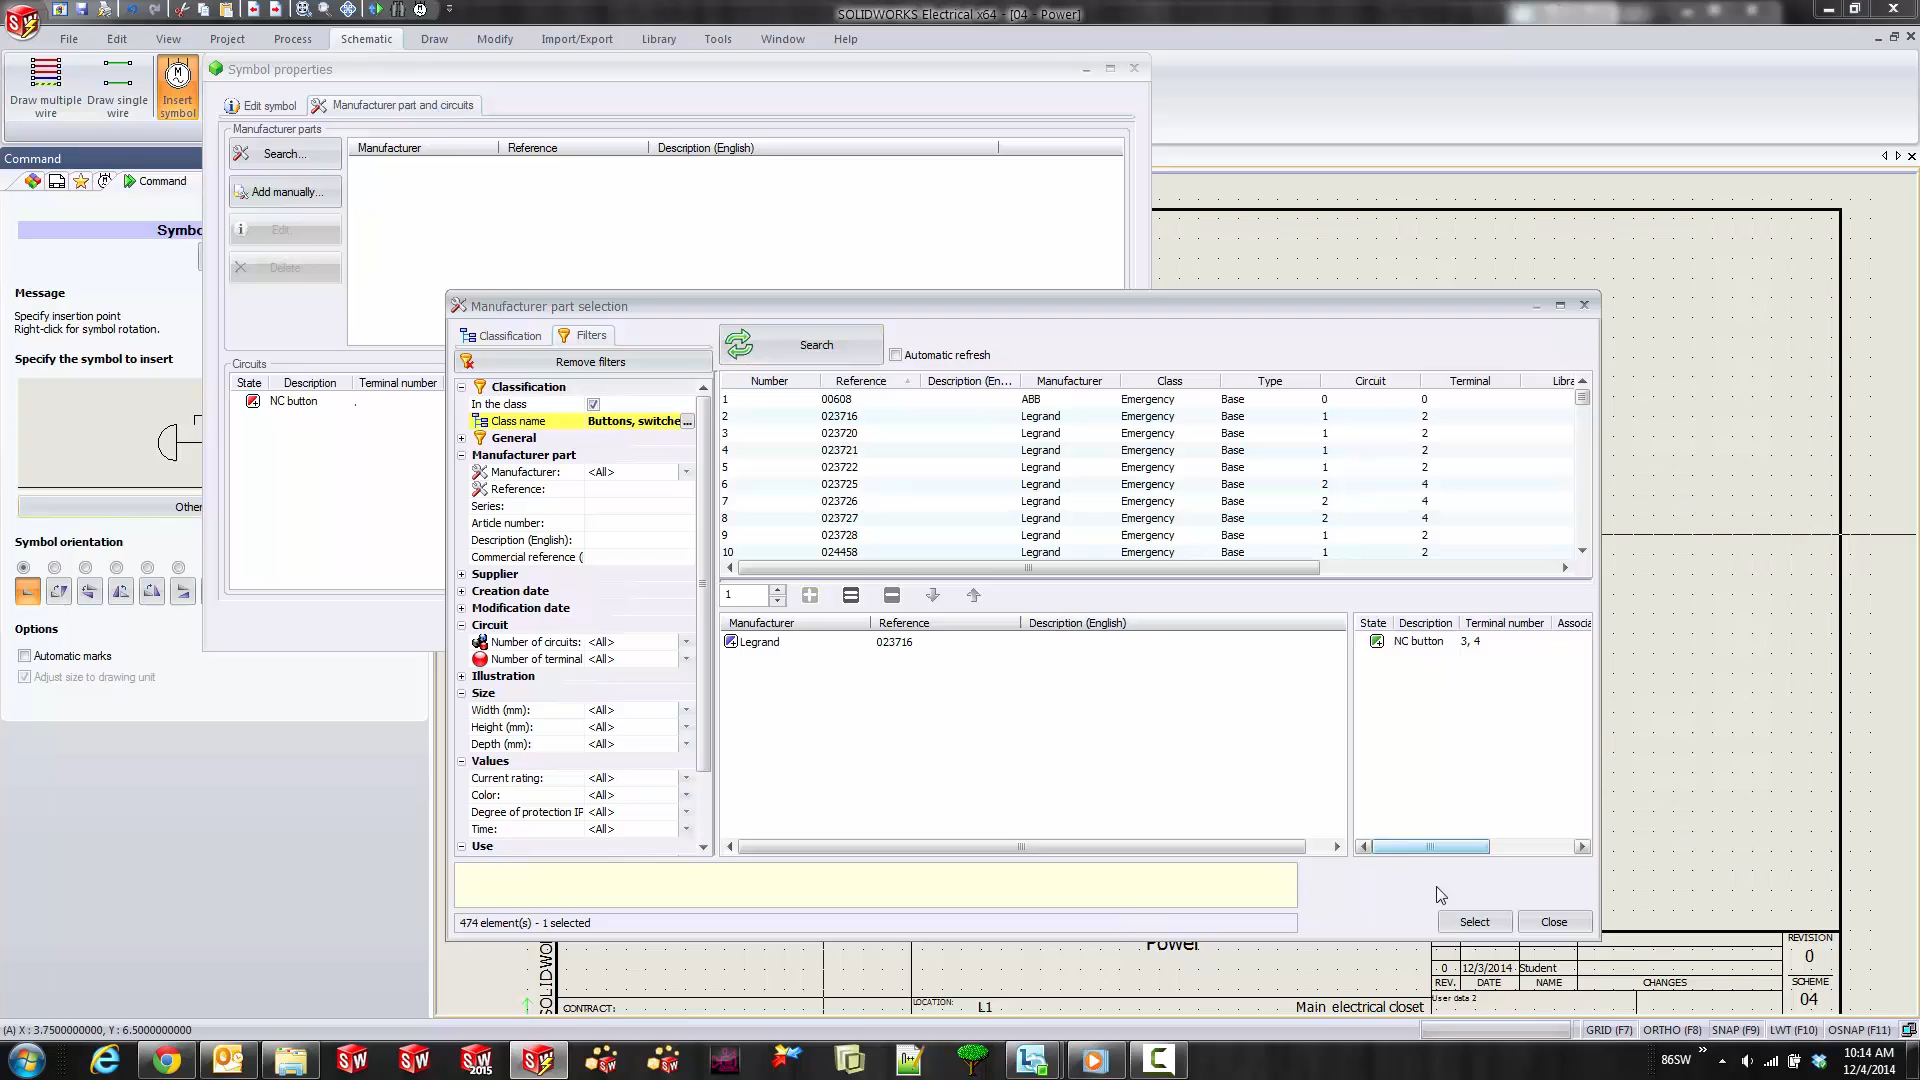 SOLIDWORKS Electrical x64 - [04 - Power]
File Edit View Project Process Schematic Draw Modify Import/Export Library Tools Window Help
Draw multiple wire
Draw single wire
Insert symbol
Symbol properties
Edit symbol
Manufacturer part and circuits
Manufacturer parts
Search...
Add manually...
Edit
Delete
Manufacturer Reference Description (English)
Command
Command
Message
Specify insertion point
Right-click for symbol rotation.
Specify the symbol to insert
Other
Symbol orientation
Options
Automatic marks
Adjust size to drawing unit
Circuits
State Description Terminal number
NC button
Manufacturer part selection
Classification
Filters
Remove filters
Classification
In the class
Class name Buttons, switche ...
General
Manufacturer part
Manufacturer: <All>
Reference:
Series:
Article number:
Description (English):
Commercial reference (
Supplier
Creation date
Modification date
Circuit
Number of circuits: <All>
Number of terminal <All>
Illustration
Size
Width (mm): <All>
Height (mm): <All>
Depth (mm): <All>
Values
Current rating: <All>
Color: <All>
Degree of protection IF <All>
Time: <All>
Use
Search
Automatic refresh
Number Reference Description (En... Manufacturer Class Type Circuit Terminal Libra
1 00608 ABB Emergency Base 0 0
2 023716 Legrand Emergency Base 1 2
3 023720 Legrand Emergency Base 1 2
4 023721 Legrand Emergency Base 1 2
5 023722 Legrand Emergency Base 1 2
6 023725 Legrand Emergency Base 2 4
7 023726 Legrand Emergency Base 2 4
8 023727 Legrand Emergency Base 2 4
9 023728 Legrand Emergency Base 1 2
10 024458 Legrand Emergency Base 1 2
1
Manufacturer Reference Description (English)
Legrand 023716
State Description Terminal number Associa
NC button 3, 4
474 element(s) - 1 selected
Select
Close
SOLIDWO
Power
CONTRACT:
LOCATION: L1 Main electrical closet
0 12/3/2014 Student
REV. DATE NAME CHANGES
User data 2
REVISION
0
SCHEME
04
(A) X : 3.7500000000, Y : 6.5000000000
GRID (F7) ORTHO (F8) SNAP (F9) LWT (F10) OSNAP (F11)
2015
86SW
10:14 AM
12/4/2014